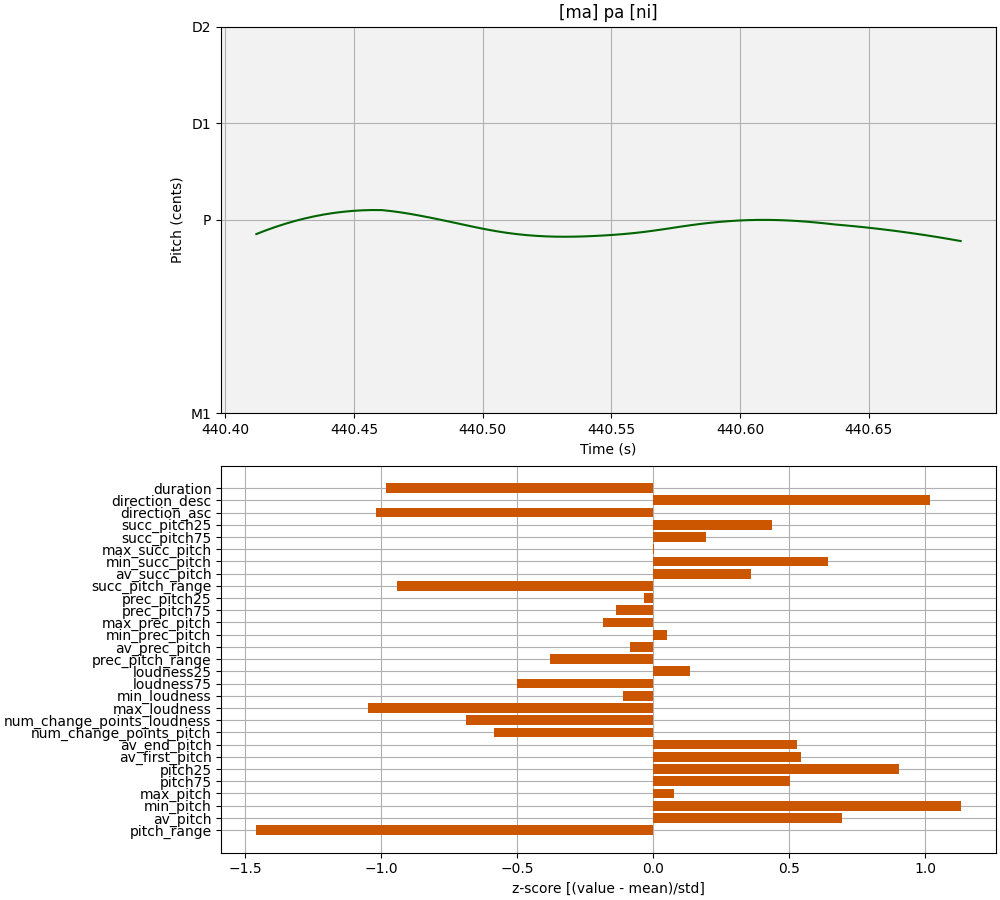 [ma] pa [ni]
D2
D1
P
M1
Pitch (cents)
440.40 440.45 440.50 440.55 440.60 440.65
Time (s)
duration
direction_desc
direction_asc
succ_pitch25
succ_pitch75
max_succ_pitch
min_succ_pitch
av_succ_pitch
succ_pitch_range
prec_pitch25
prec_pitch75
max_prec_pitch
min_prec_pitch
av_prec_pitch
prec_pitch_range
loudness25
loudness75
min_loudness
max_loudness
num_change_points_loudness
num_change_points_pitch
av_end_pitch
av_first_pitch
pitch25
pitch75
max_pitch
min_pitch
av_pitch
pitch_range
−1.5 −1.0 −0.5 0.0 0.5 1.0
z-score [(value - mean)/std]